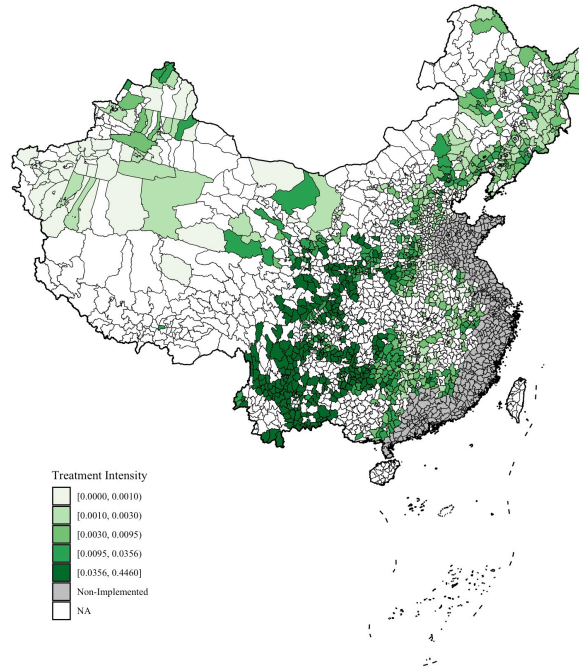 Treatment Intensity
[0.0000, 0.0010)
[0.0010, 0.0030)
[0.0030, 0.0095)
[0.0095, 0.0356)
[0.0356, 0.4460]
Non-Implemented
NA